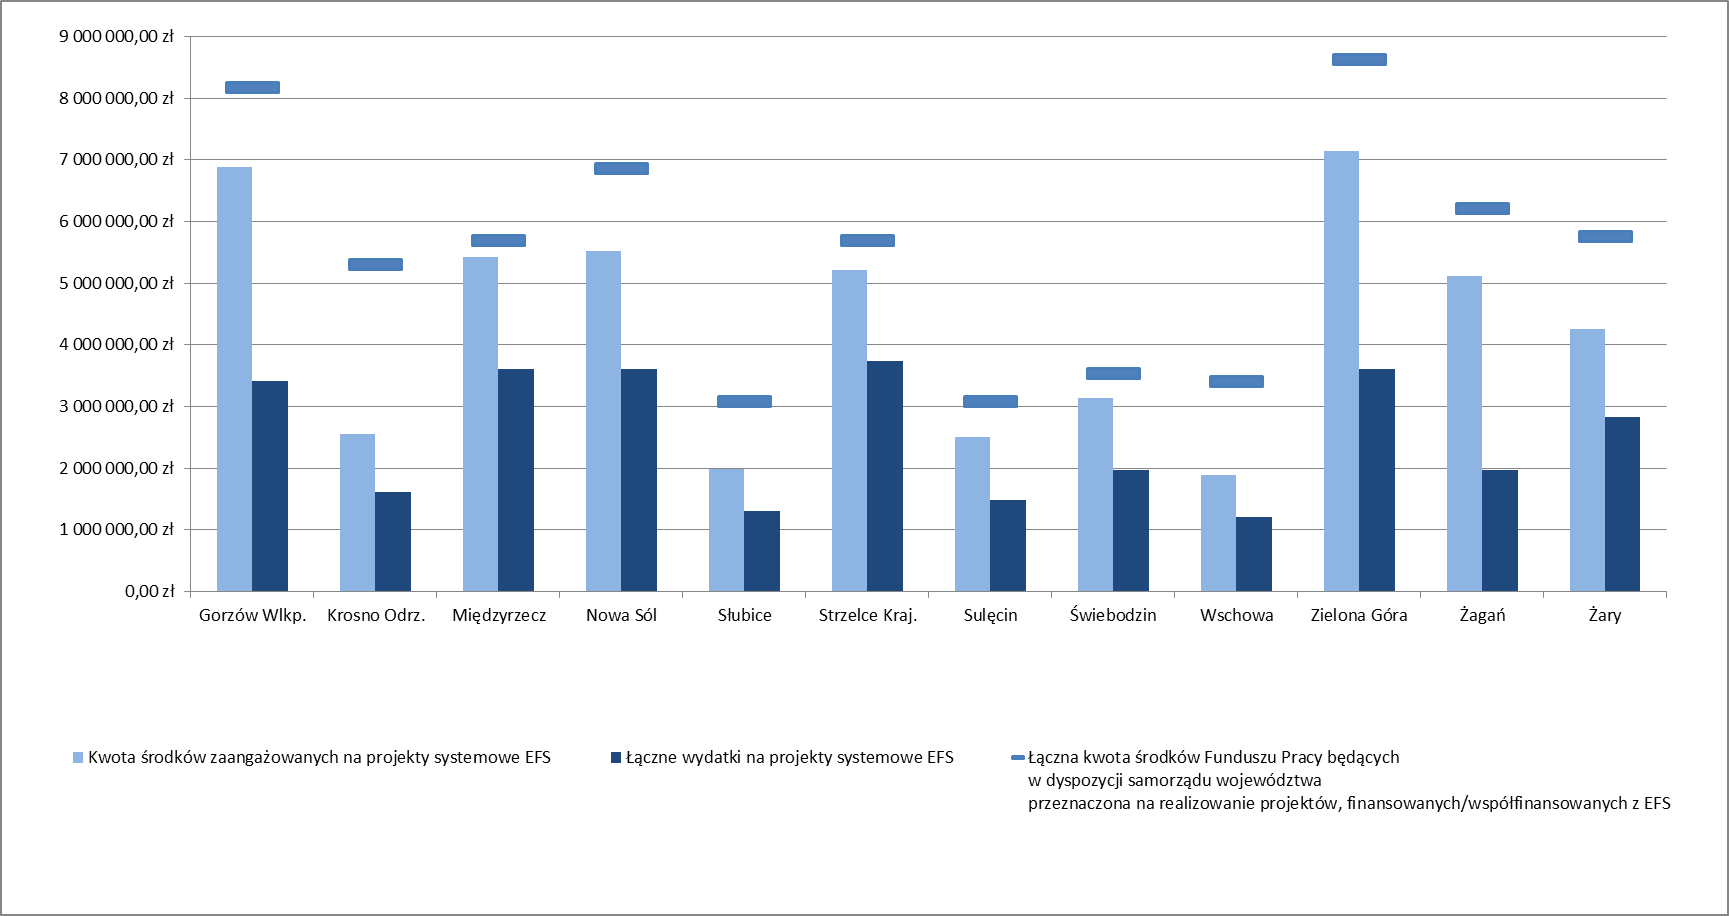 9 000 000,00 zł
8 000 000,00 zł
7 000 000,00 zł
6 000 000,00 zł
5 000 000,00 zł
4 000 000,00 zł
3 000 000,00 zł
2 000 000,00 zł
1 000 000,00 zł
0,00 zł
Gorzów Wlkp. Krosno Odrz. Międzyrzecz Nowa Sól Słubice Strzelce Kraj. Sulęcin Świebodzin Wschowa Zielona Góra Żagań Żary
Kwota środków zaangażowanych na projekty systemowe EFS
Łączne wydatki na projekty systemowe EFS
Łączna kwota środków Funduszu Pracy będących
w dyspozycji samorządu województwa
przeznaczona na realizowanie projektów, finansowanych/współfinansowanych z EFS